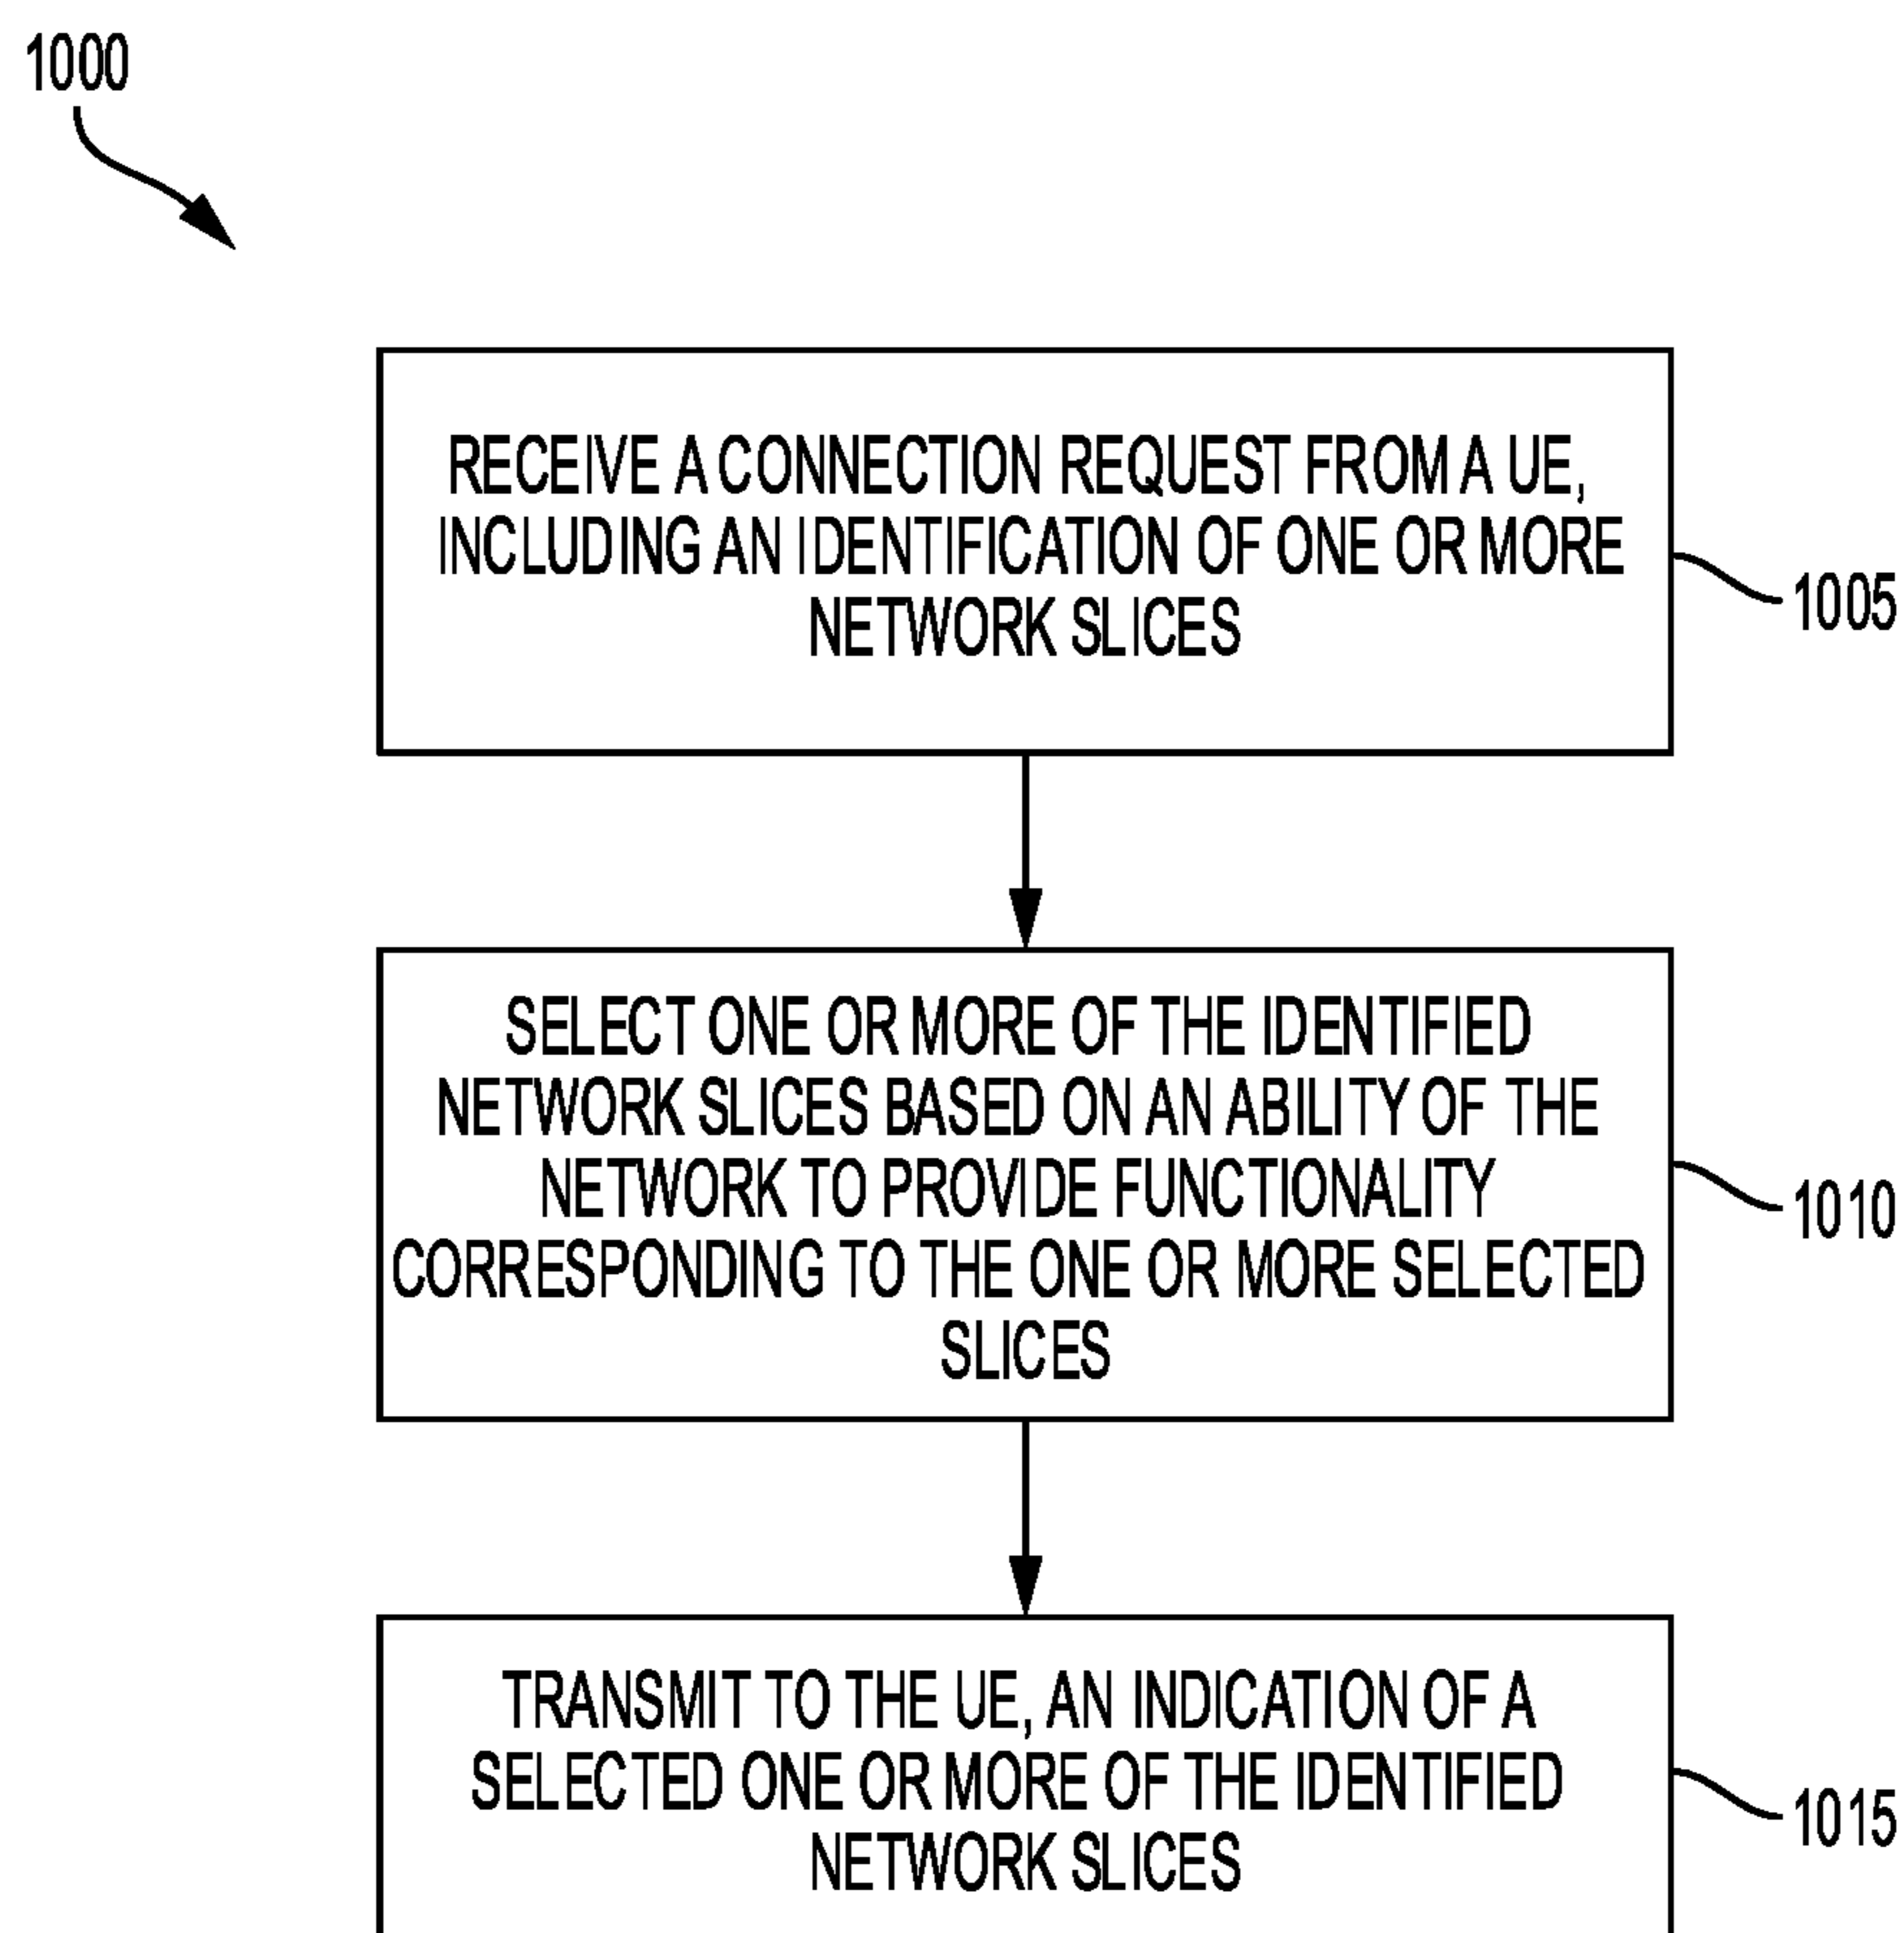 1000
RECEIVE A CONNECTION REQUEST FROM A UE,
INCLUDING AN IDENTIFICATION OF ONE OR MORE
NETWORK SLICES
1005
SELECT ONE OR MORE OF THE IDENTIFIED
NETWORK SLICES BASED ON AN ABILITY OF THE
NETWORK TO PROVIDE FUNCTIONALITY
CORRESPONDING TO THE ONE OR MORE SELECTED
SLICES
1010
TRANSMIT TO THE UE, AN INDICATION OF A
SELECTED ONE OR MORE OF THE IDENTIFIED
NETWORK SLICES
1015